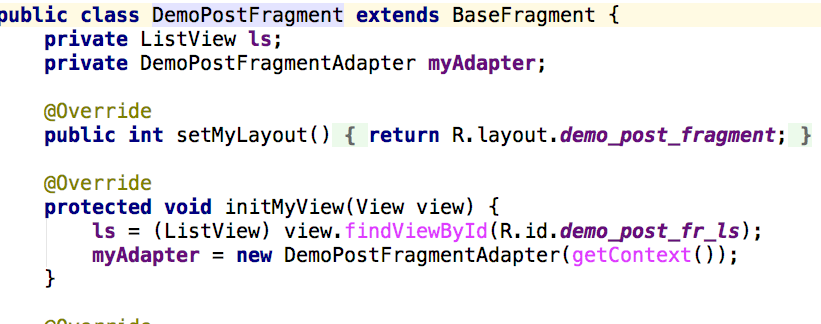 public class DemoPostFragment extends BaseFragment {
    private ListView ls;
    private DemoPostFragmentAdapter myAdapter;
    @Override
    public int setMyLayout() { return R.layout.demo_post_fragment; }
    @Override
    protected void initMyView(View view) {
        ls = (ListView) view.findViewById(R.id.demo_post_fr_ls);
        myAdapter = new DemoPostFragmentAdapter(getContext());
    }